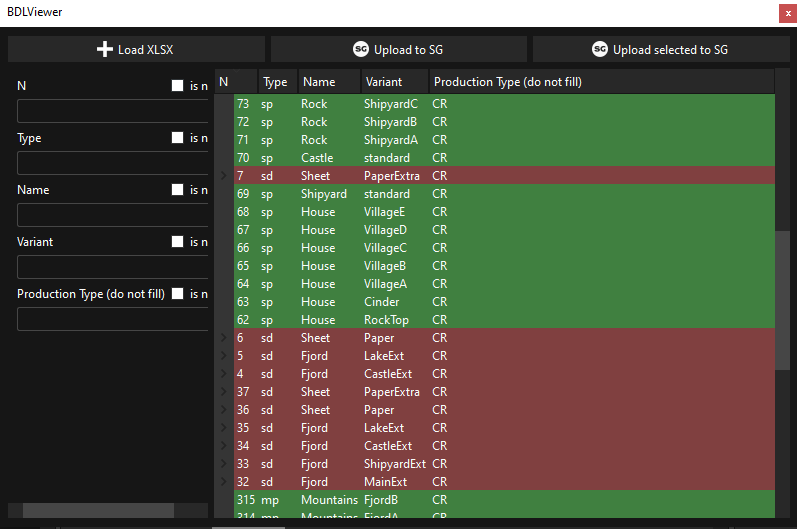 BDLViewer
x
Load XLSX
SG Upload to SG
SG Upload selected to SG
N is n
Type is n
Name is n
Variant is n
Production Type (do not fill) is n
N Type Name Variant Production Type (do not fill)
73 sp Rock ShipyardC CR
72 sp Rock ShipyardB CR
71 sp Rock ShipyardA CR
70 sp Castle standard CR
7 sd Sheet PaperExtra CR
69 sp Shipyard standard CR
68 sp House VillageE CR
67 sp House VillageD CR
66 sp House VillageC CR
65 sp House VillageB CR
64 sp House VillageA CR
63 sp House Cinder CR
62 sp House RockTop CR
6 sd Sheet Paper CR
5 sd Fjord LakeExt CR
4 sd Fjord CastleExt CR
37 sd Sheet PaperExtra CR
36 sd Sheet Paper CR
35 sd Fjord LakeExt CR
34 sd Fjord CastleExt CR
33 sd Fjord ShipyardExt CR
32 sd Fjord MainExt CR
315 mp Mountains FjordB CR
314 mp Mountains FjordA CR